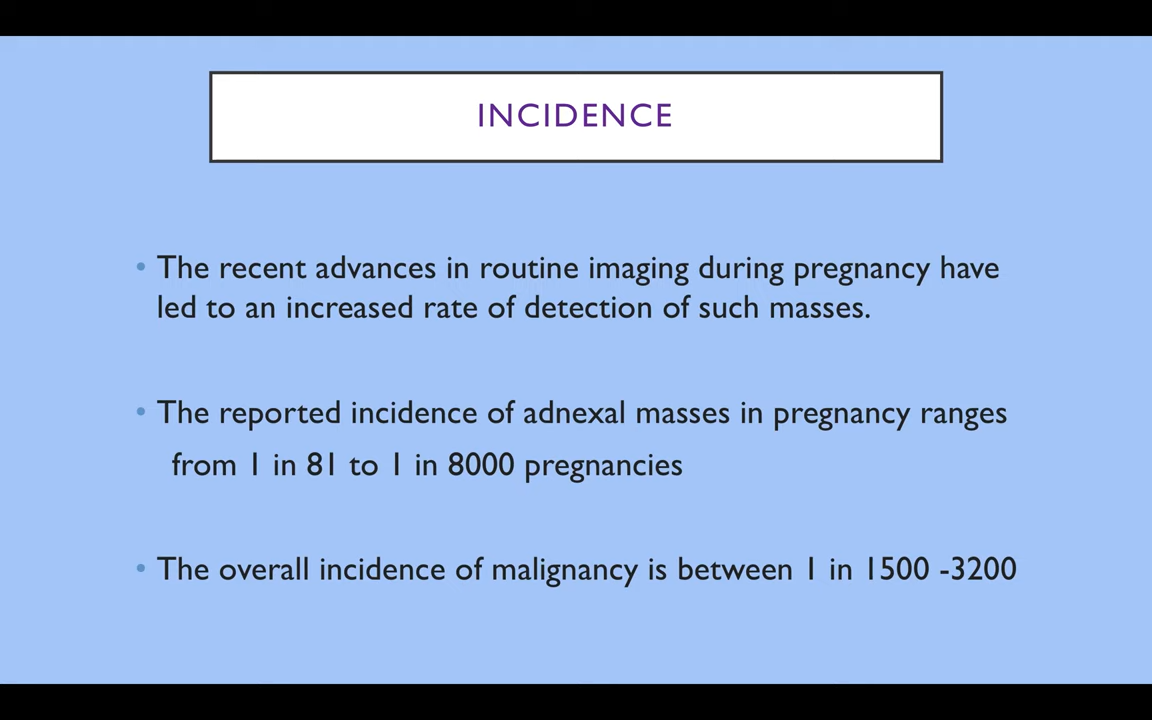 INCIDENCE
• The recent advances in routine imaging during pregnancy have
led to an increased rate of detection of such masses.
• The reported incidence of adnexal masses in pregnancy ranges
from 1 in 81 to 1 in 8000 pregnancies
• The overall incidence of malignancy is between 1 in 1500 -3200